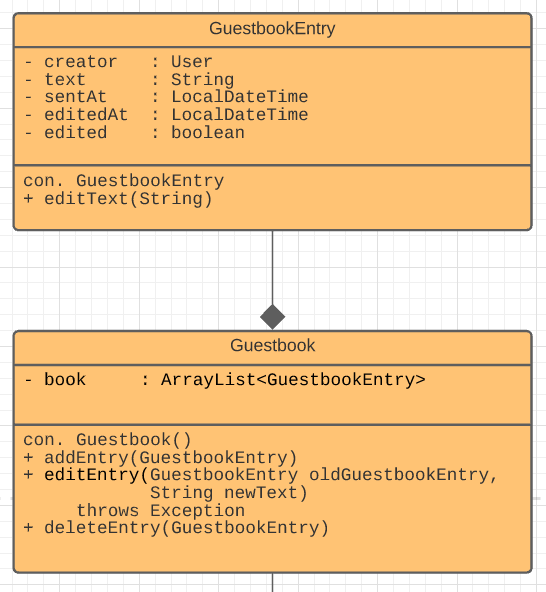 GuestbookEntry
- creator   : User
- text      : String
- sentAt    : LocalDateTime
- editedAt  : LocalDateTime
- edited    : boolean
con. GuestbookEntry
+ editText(String)
Guestbook
- book     : ArrayList<GuestbookEntry>
con. Guestbook()
+ addEntry(GuestbookEntry)
+ editEntry(GuestbookEntry oldGuestbookEntry,
            String newText)
     throws Exception
+ deleteEntry(GuestbookEntry)